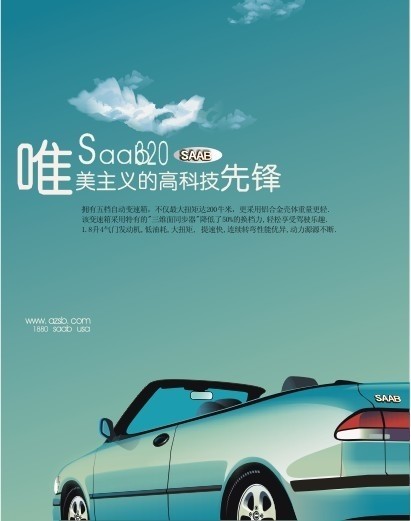 Saab320 SAAB
唯美主义的高科技先锋
拥有五档自动变速箱，不仅最大扭矩达200牛米，更采用铝合金壳体重量更轻.
该变速箱采用特有的"三维面同步器"降低了50%的换档力,轻松享受驾驶乐趣.
1.8升4气门发动机,低油耗,大扭矩，提速快,连续转弯性能优异,动力源源不断.
www.azsb.com
1880 saab usa
SAAB